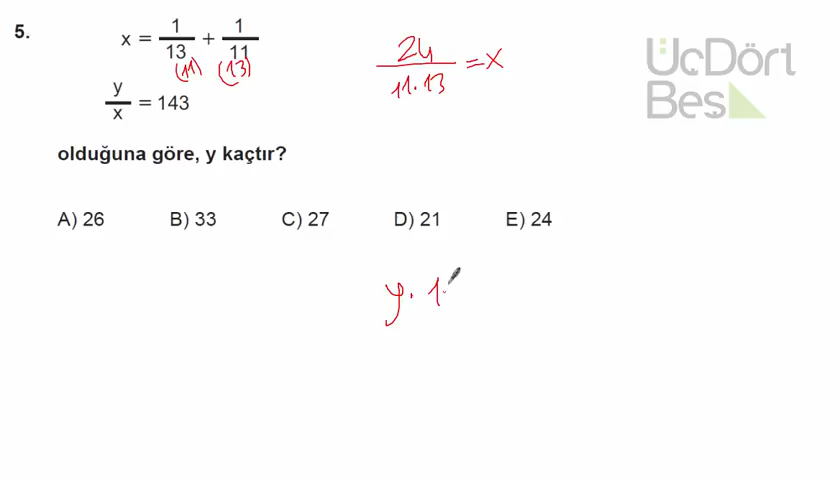 5.
x = 1/13 + 1/11
(11) (13)
24/11·13 = x
y/x = 143
olduğuna göre, y kaçtır?
A) 26 B) 33 C) 27 D) 21 E) 24
y · 1
ÜçDört
Beş